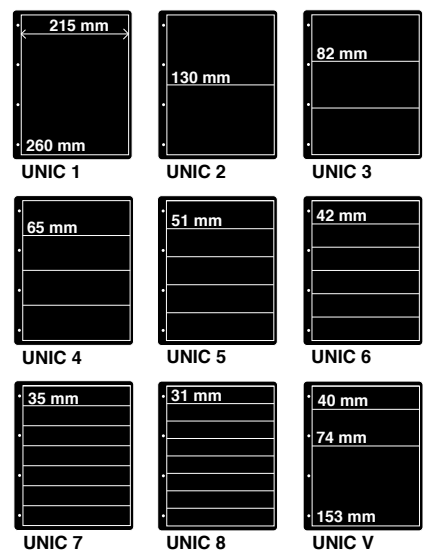 215 mm
260 mm
UNIC 1
130 mm
UNIC 2
82 mm
UNIC 3
65 mm
UNIC 4
51 mm
UNIC 5
42 mm
UNIC 6
35 mm
UNIC 7
31 mm
UNIC 8
40 mm
74 mm
153 mm
UNIC V